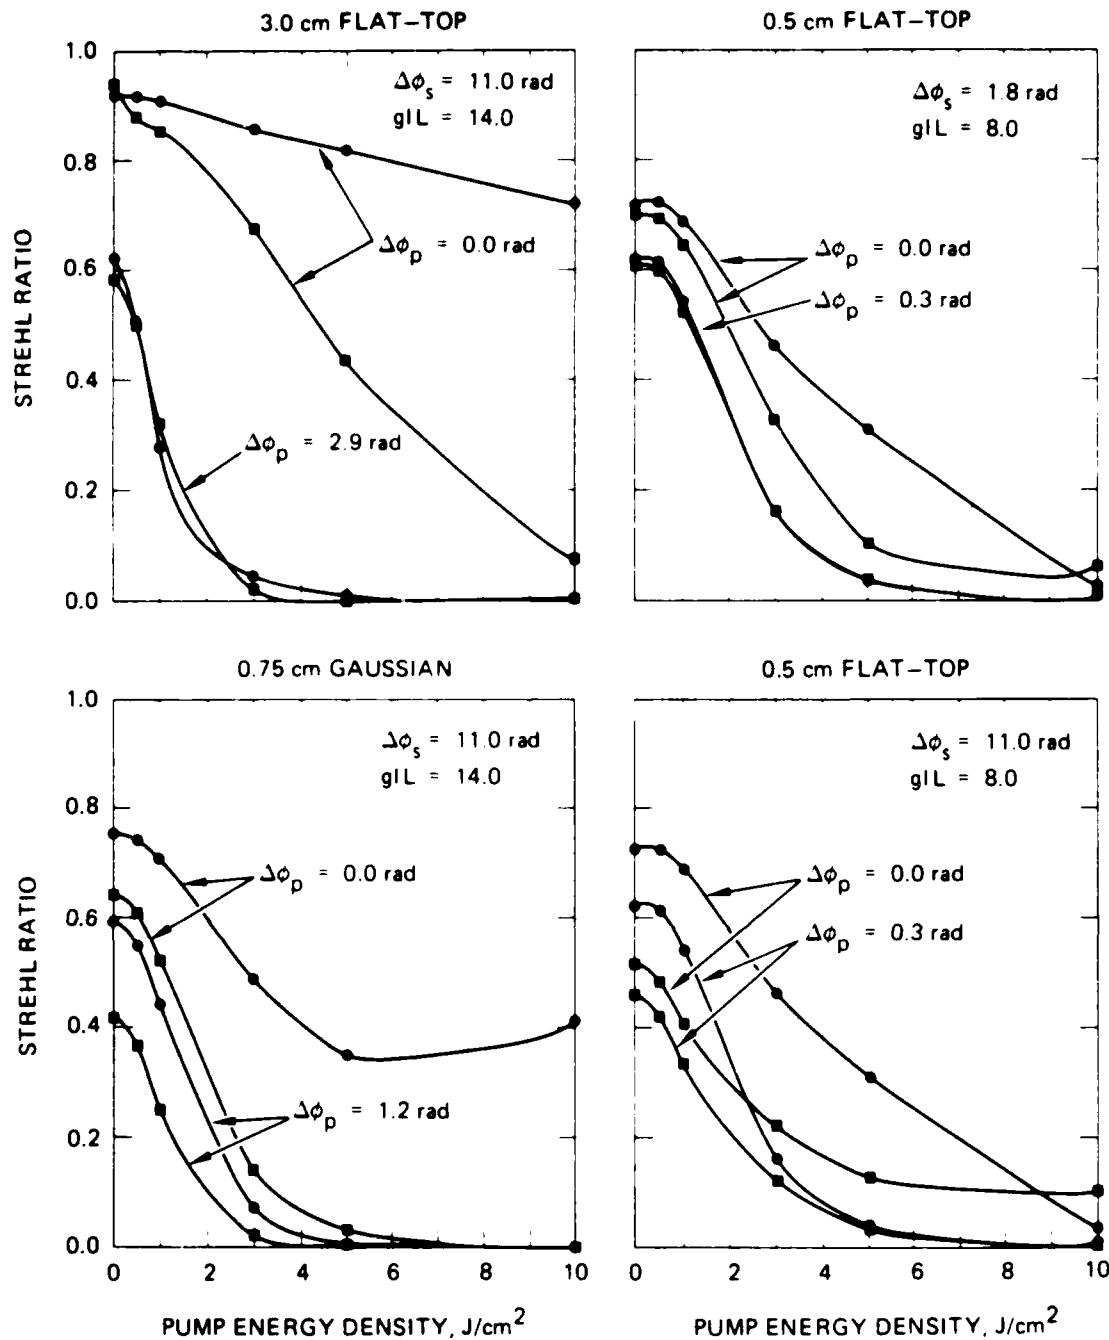 3.0 cm FLAT–TOP
0.5 cm FLAT–TOP
STREHL RATIO
1.0
0.8
0.6
0.4
0.2
0.0
Δϕs = 11.0 rad
glL = 14.0
Δϕp = 0.0 rad
Δϕp = 2.9 rad
Δϕs = 1.8 rad
glL = 8.0
Δϕp = 0.0 rad
Δϕp = 0.3 rad
0.75 cm GAUSSIAN
0.5 cm FLAT–TOP
STREHL RATIO
1.0
0.8
0.6
0.4
0.2
0.0
Δϕs = 11.0 rad
glL = 14.0
Δϕp = 0.0 rad
Δϕp = 1.2 rad
Δϕs = 11.0 rad
glL = 8.0
Δϕp = 0.0 rad
Δϕp = 0.3 rad
0 2 4 6 8 10
0 2 4 6 8 10
PUMP ENERGY DENSITY, J/cm2
PUMP ENERGY DENSITY, J/cm2